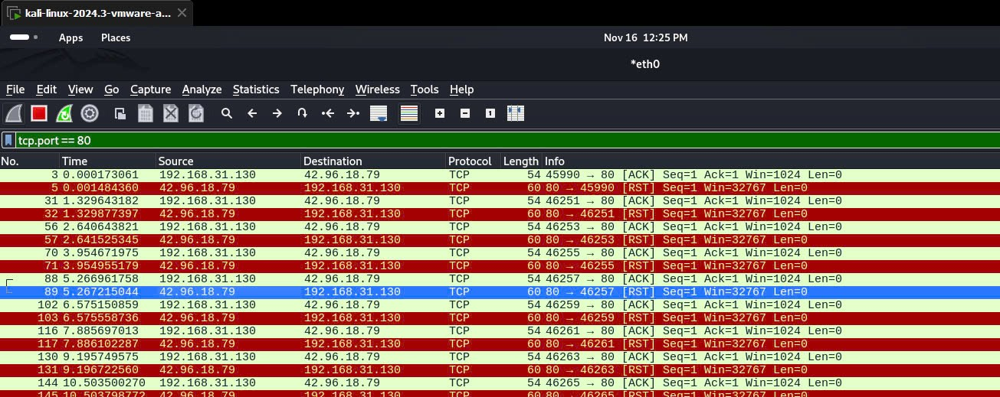 kali-linux-2024.3-vmware-a...
Apps Places Nov 16 12:25 PM
*eth0
File Edit View Go Capture Analyze Statistics Telephony Wireless Tools Help
tcp.port == 80
No. Time Source Destination Protocol Length Info
3 0.000173061 192.168.31.130 42.96.18.79 TCP 54 45990 → 80 [ACK] Seq=1 Ack=1 Win=1024 Len=0
5 0.001484360 42.96.18.79 192.168.31.130 TCP 60 80 → 45990 [RST] Seq=1 Win=32767 Len=0
31 1.329643182 192.168.31.130 42.96.18.79 TCP 54 46251 → 80 [ACK] Seq=1 Ack=1 Win=1024 Len=0
32 1.329877397 42.96.18.79 192.168.31.130 TCP 60 80 → 46251 [RST] Seq=1 Win=32767 Len=0
56 2.640643821 192.168.31.130 42.96.18.79 TCP 54 46253 → 80 [ACK] Seq=1 Ack=1 Win=1024 Len=0
57 2.641525345 42.96.18.79 192.168.31.130 TCP 60 80 → 46253 [RST] Seq=1 Win=32767 Len=0
70 3.954671975 192.168.31.130 42.96.18.79 TCP 54 46255 → 80 [ACK] Seq=1 Ack=1 Win=1024 Len=0
71 3.954955179 42.96.18.79 192.168.31.130 TCP 60 80 → 46255 [RST] Seq=1 Win=32767 Len=0
88 5.266961758 192.168.31.130 42.96.18.79 TCP 54 46257 → 80 [ACK] Seq=1 Ack=1 Win=1024 Len=0
89 5.267215044 42.96.18.79 192.168.31.130 TCP 60 80 → 46257 [RST] Seq=1 Win=32767 Len=0
102 6.575150859 192.168.31.130 42.96.18.79 TCP 54 46259 → 80 [ACK] Seq=1 Ack=1 Win=1024 Len=0
103 6.575558736 42.96.18.79 192.168.31.130 TCP 60 80 → 46259 [RST] Seq=1 Win=32767 Len=0
116 7.885697013 192.168.31.130 42.96.18.79 TCP 54 46261 → 80 [ACK] Seq=1 Ack=1 Win=1024 Len=0
117 7.886102287 42.96.18.79 192.168.31.130 TCP 60 80 → 46261 [RST] Seq=1 Win=32767 Len=0
130 9.195749575 192.168.31.130 42.96.18.79 TCP 54 46263 → 80 [ACK] Seq=1 Ack=1 Win=1024 Len=0
131 9.196722560 42.96.18.79 192.168.31.130 TCP 60 80 → 46263 [RST] Seq=1 Win=32767 Len=0
144 10.503500270 192.168.31.130 42.96.18.79 TCP 54 46265 → 80 [ACK] Seq=1 Ack=1 Win=1024 Len=0
145 10.503798772 42.96.18.79 192.168.31.130 TCP 60 80 → 46265 [RST] Seq=1 Win=32767 Len=0